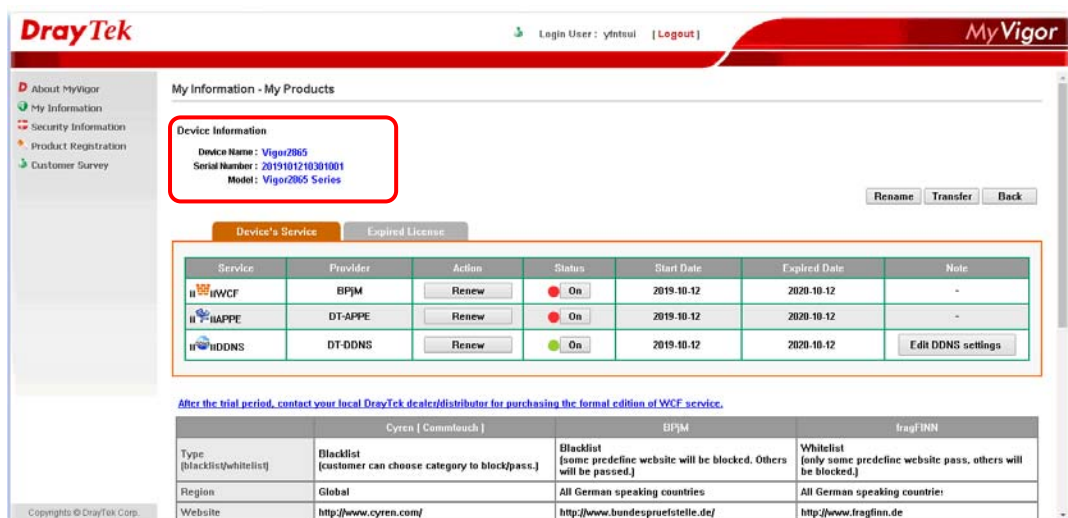 DrayTek
Login User : yfntsui [Logout]
MyVigor
About MyVigor
My Information
Security Information
Product Registration
Customer Survey
My Information - My Products
Device Information
Device Name : Vigor2865
Serial Number : 2019101210301001
Model : Vigor2865 Series
Rename Transfer Back
Device's Service Expired License
Service Provider Action Status Start Date Expired Date Note
WCF BPjM Renew On 2019-10-12 2020-10-12 -
APPE DT-APPE Renew On 2019-10-12 2020-10-12 -
DDNS DT-DDNS Renew On 2019-10-12 2020-10-12 Edit DDNS settings
After the trial period, contact your local DrayTek dealer/distributor for purchasing the formal edition of WCF service.
Cyren [ Commtouch ] BPjM fragFINN
Type [blacklist/whitelist] Blacklist [customer can choose category to block/pass.] Blacklist [some predefine website will be blocked. Others will be passed.] Whitelist [only some predefine website pass, others will be blocked.]
Region Global All German speaking countries All German speaking countries
Website http://www.cyren.com/ http://www.bundespruefstelle.de/ http://www.fragfinn.de
Copyrights © DrayTek Corp.